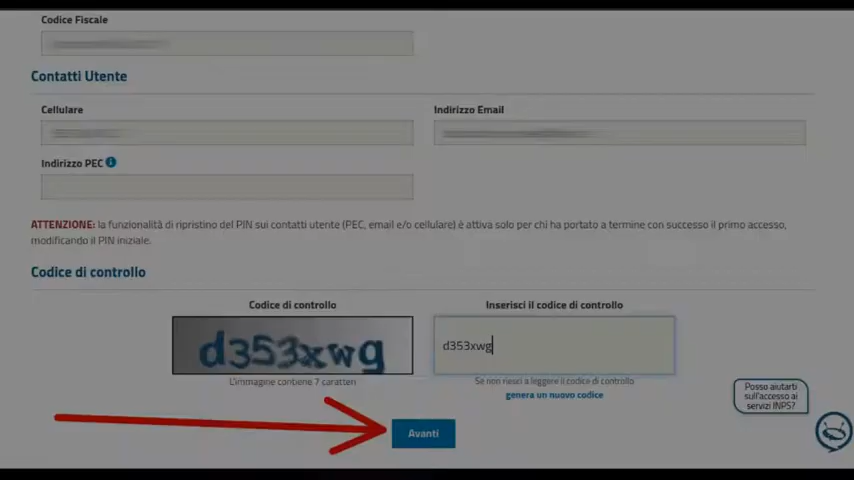 Codice Fiscale
Contatti Utente
Cellulare
Indirizzo Email
Indirizzo PEC
ATTENZIONE: la funzionalità di ripristino del PIN sui contatti utente (PEC, email e/o cellulare) è attiva solo per chi ha portato a termine con successo il primo accesso,
modificando il PIN iniziale.
Codice di controllo
Codice di controllo
Inserisci il codice di controllo
d353xwg
d353xwg
L'immagine contiene 7 caratteri
Se non riesci a leggere il codice di controllo
genera un nuovo codice
Posso aiutarti
sull'accesso ai
servizi INPS?
Avanti